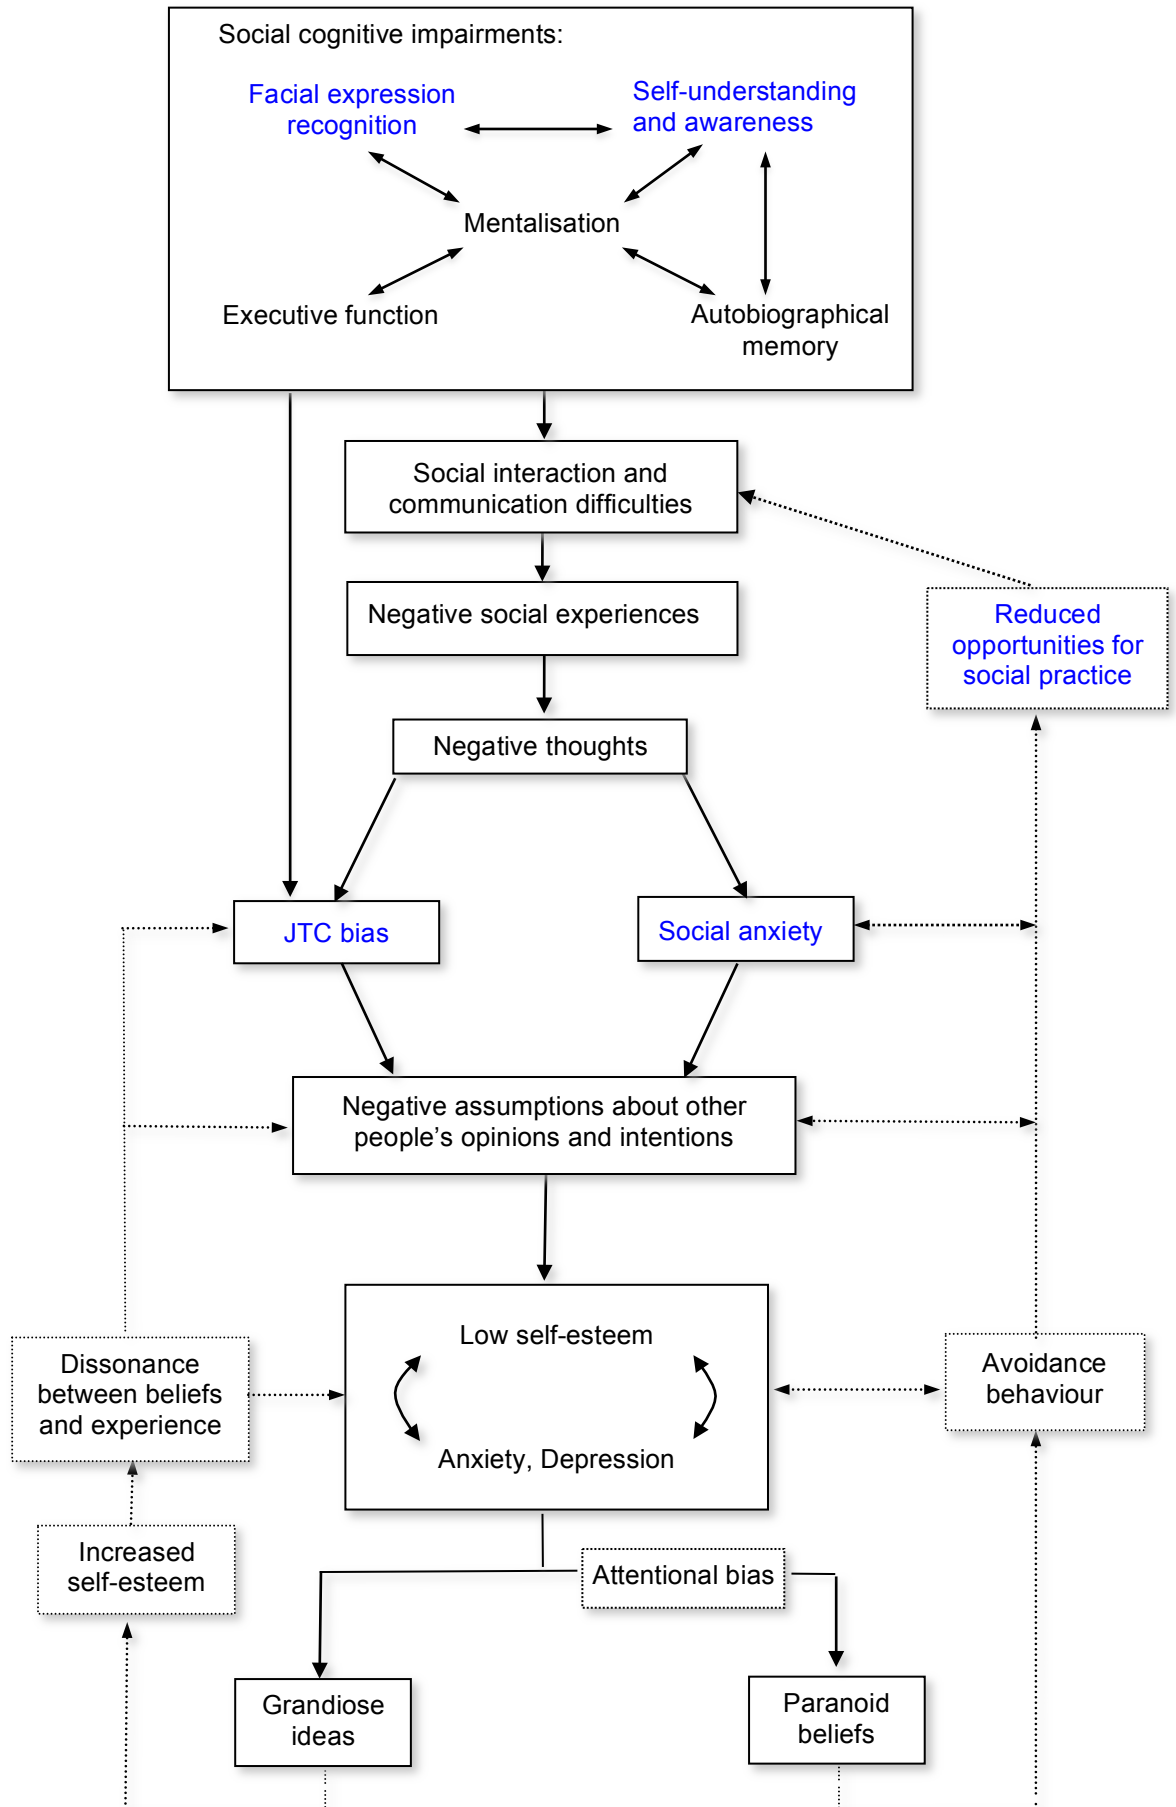 Social cognitive impairments:
Facial expression
recognition
Self-understanding
and awareness
Mentalisation
Executive function
Autobiographical
memory
Social interaction and
communication difficulties
Negative social experiences
Reduced
opportunities for
social practice
Negative thoughts
JTC bias
Social anxiety
Negative assumptions about other
people’s opinions and intentions
Low self-esteem
Anxiety, Depression
Dissonance
between beliefs
and experience
Avoidance
behaviour
Increased
self-esteem
Attentional bias
Grandiose
ideas
Paranoid
beliefs